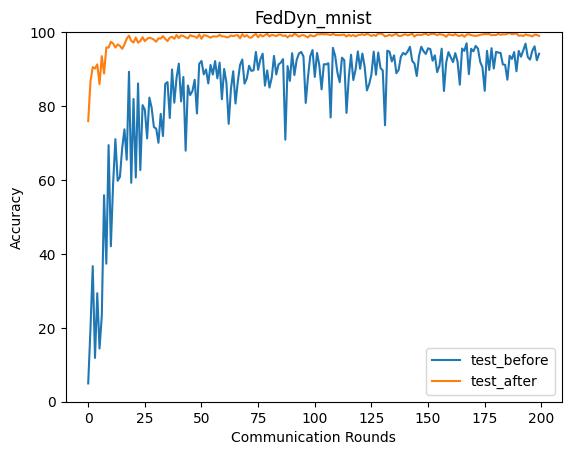 FedDyn_mnist
100
80
60
40
20
0
Accuracy
0 25 50 75 100 125 150 175 200
Communication Rounds
test_before
test_after